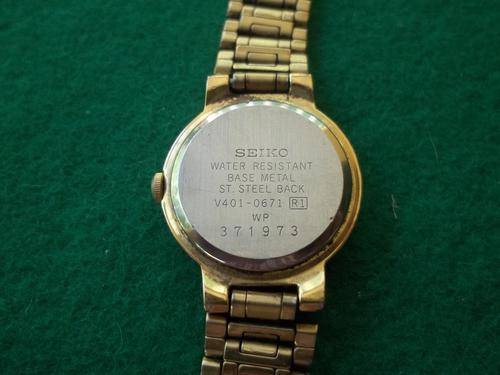 SEIKO
WATER RESISTANT
BASE METAL
ST. STEEL BACK
V401-0671 R1
WP
371973